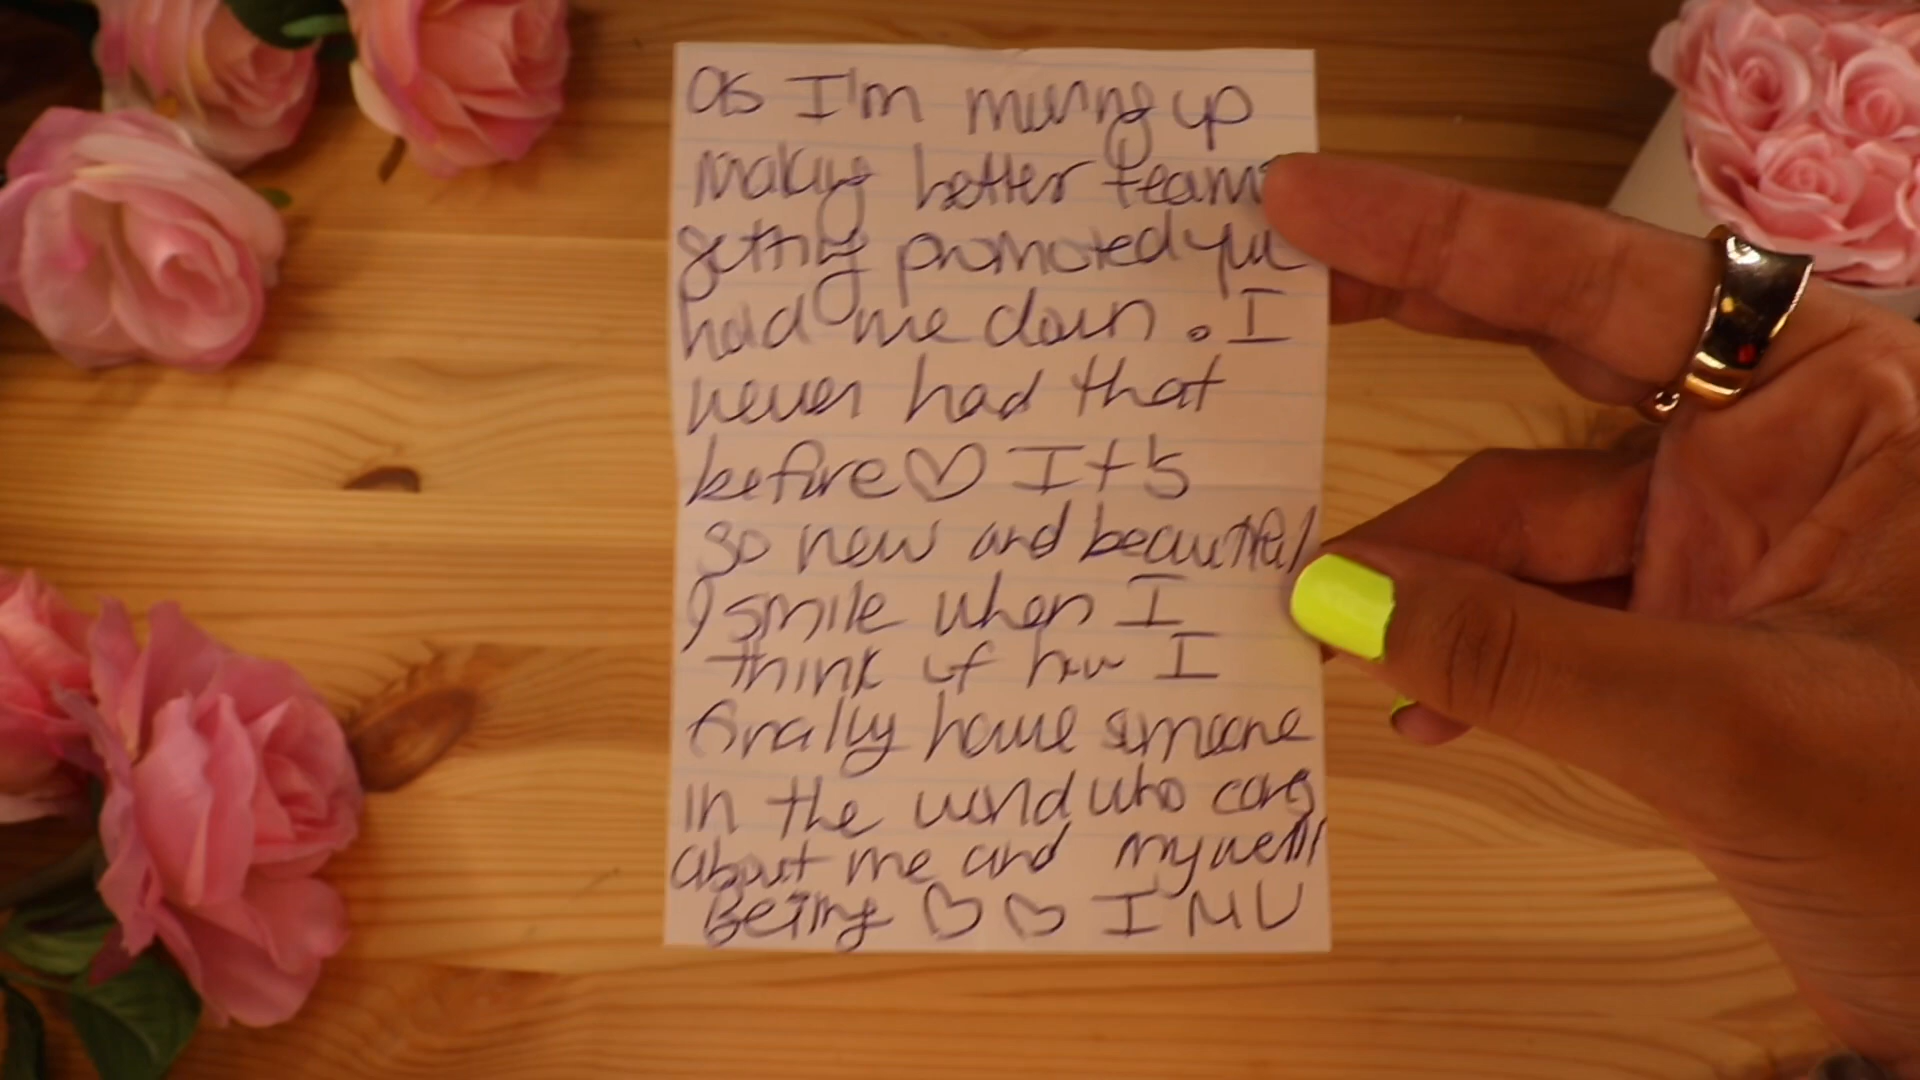 as I'm moving up
making better teams
getting promoted you
hold me down. I
never had that
before ♡ It's
so new and beautiful
I smile when I
think of how I
finally have someone
in the world who cares
about me and my well
Being ♡ ♡ I M U